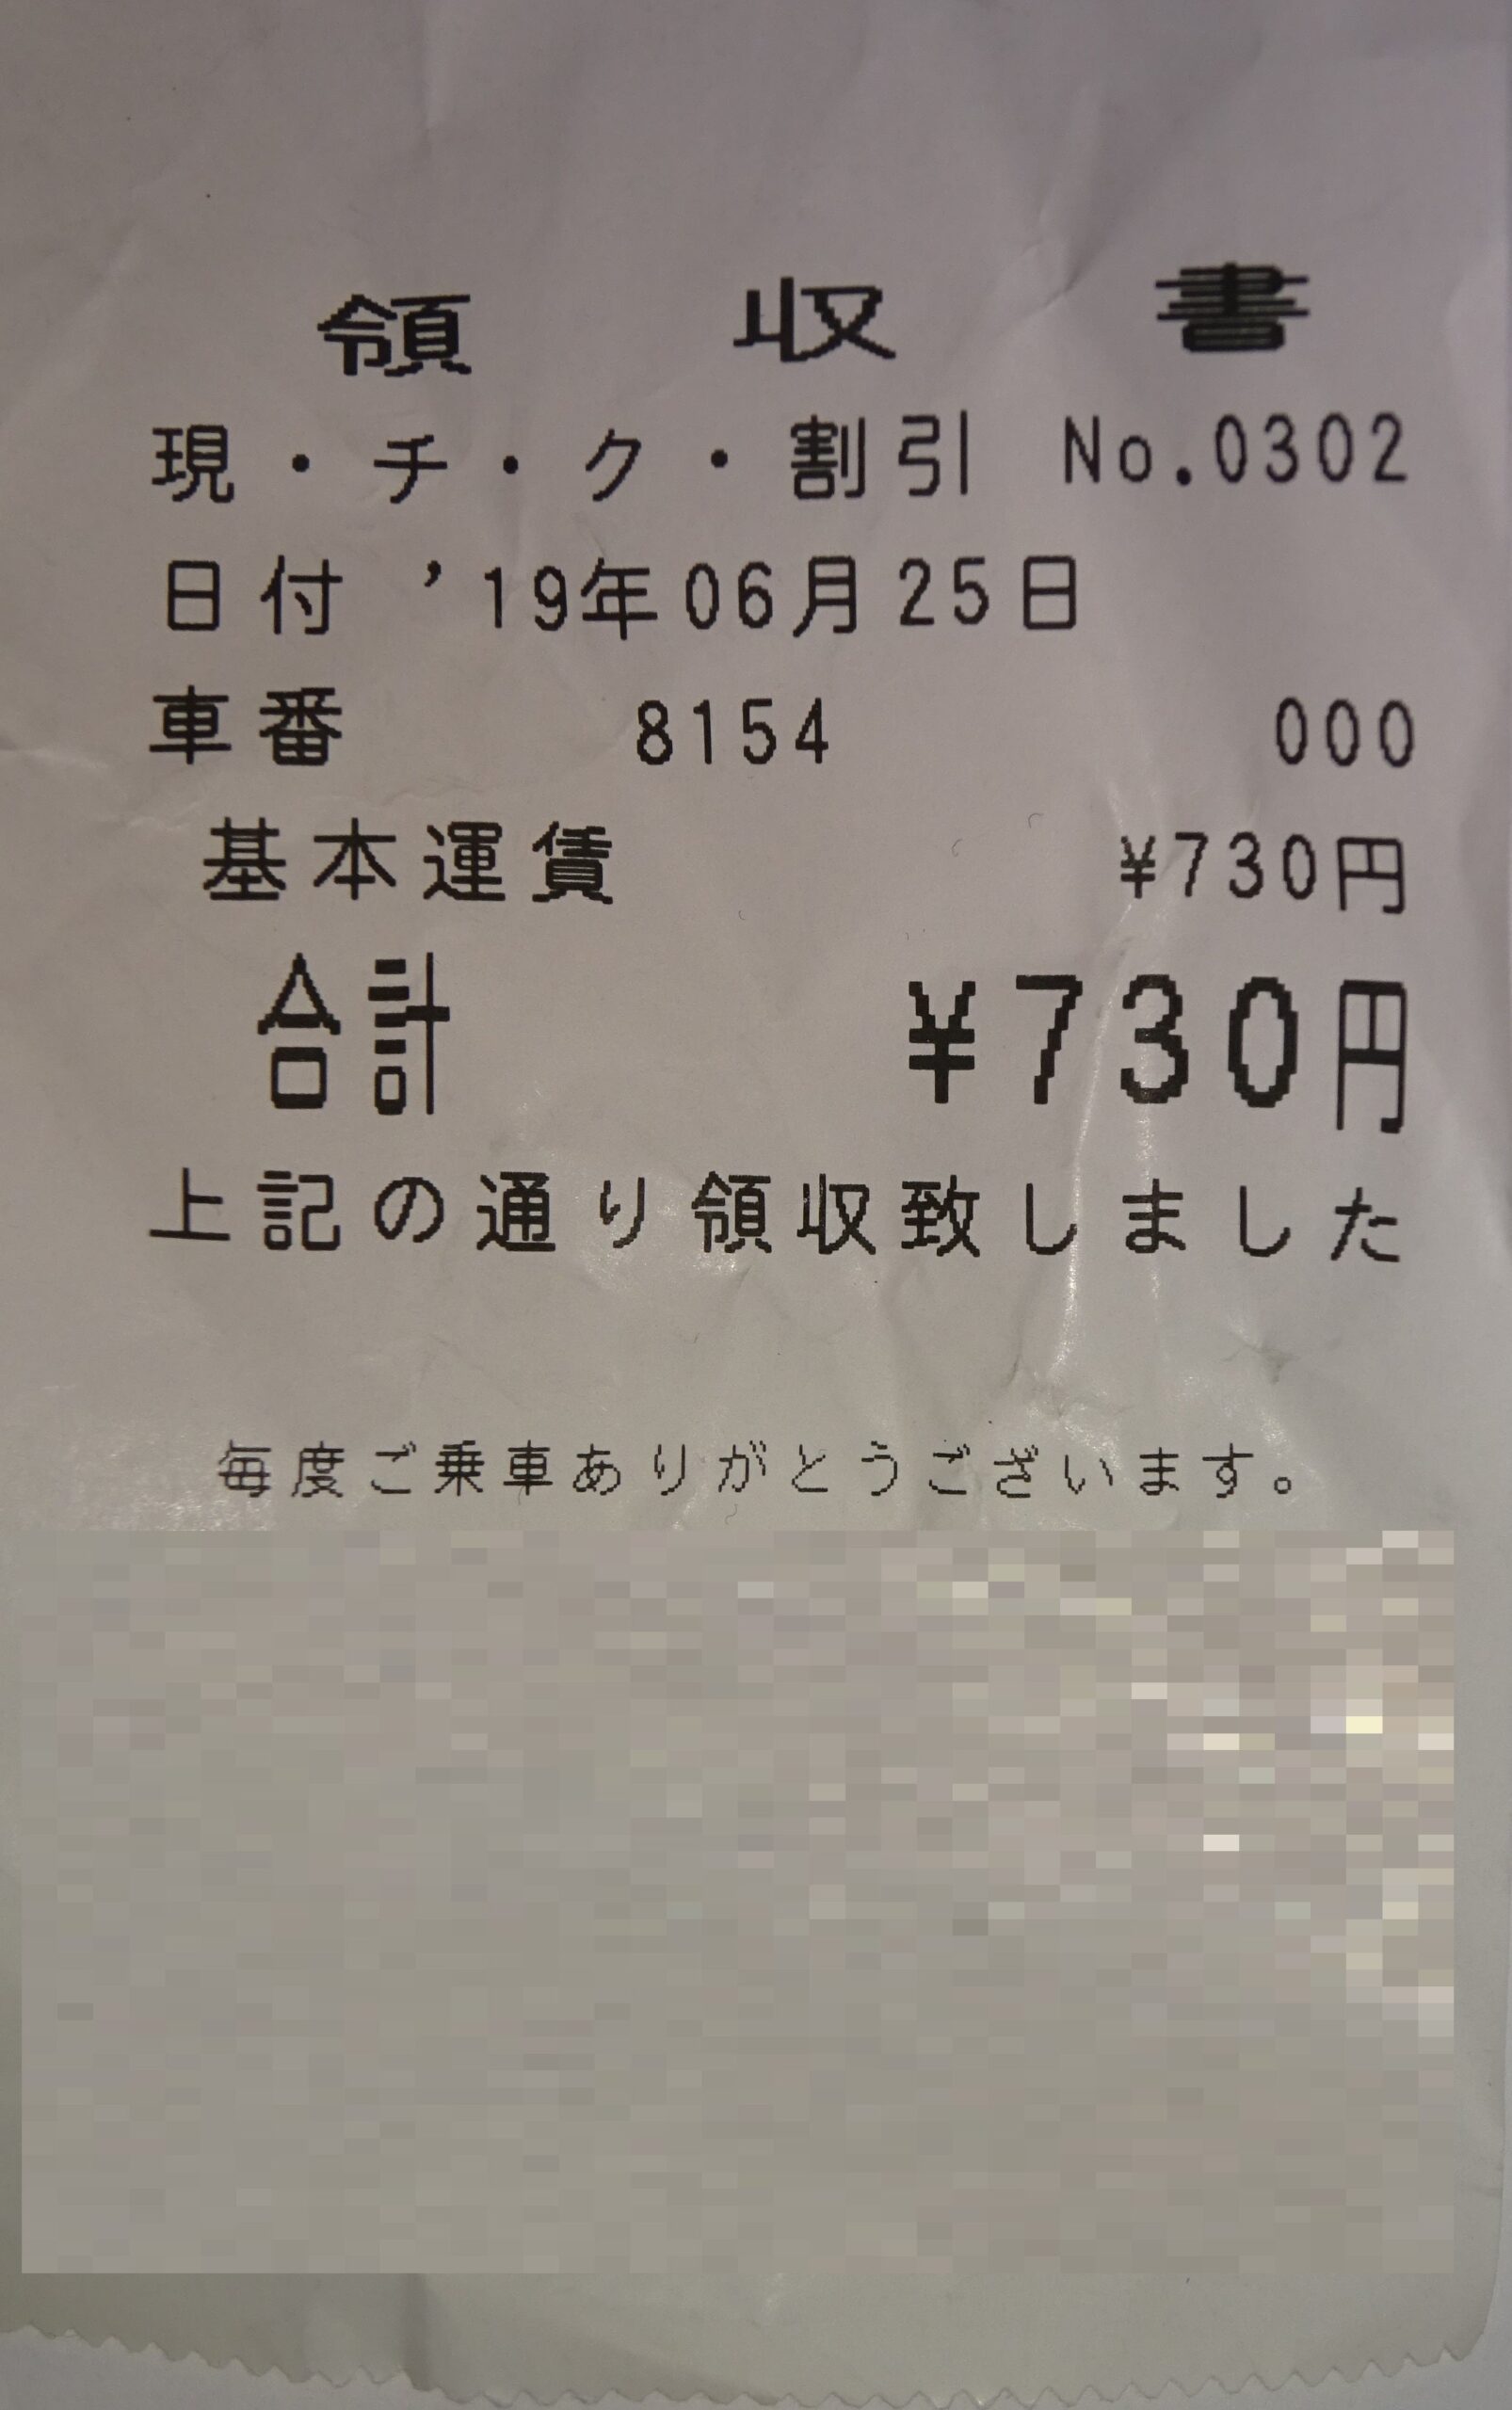 領収書
現・チ・ク・割引 No.0302
日付 '19年06月25日
車番 8154 000
基本運賃 ¥730円
合計 ¥730円
上記の通り領収致しました
毎度ご乗車ありがとうございます。